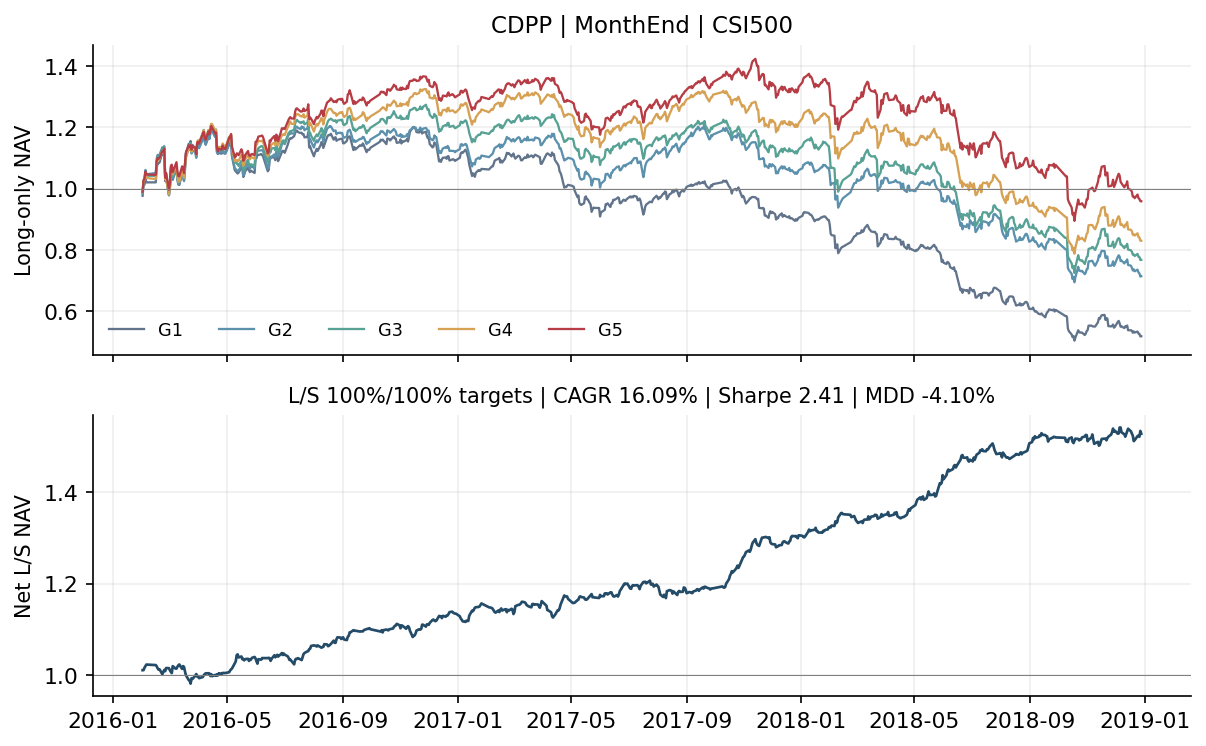 CDPP | MonthEnd | CSI500
Long-only NAV
1.4
1.2
1.0
0.8
0.6
G1 G2 G3 G4 G5
L/S 100%/100% targets | CAGR 16.09% | Sharpe 2.41 | MDD -4.10%
Net L/S NAV
1.4
1.2
1.0
2016-01 2016-05 2016-09 2017-01 2017-05 2017-09 2018-01 2018-05 2018-09 2019-01